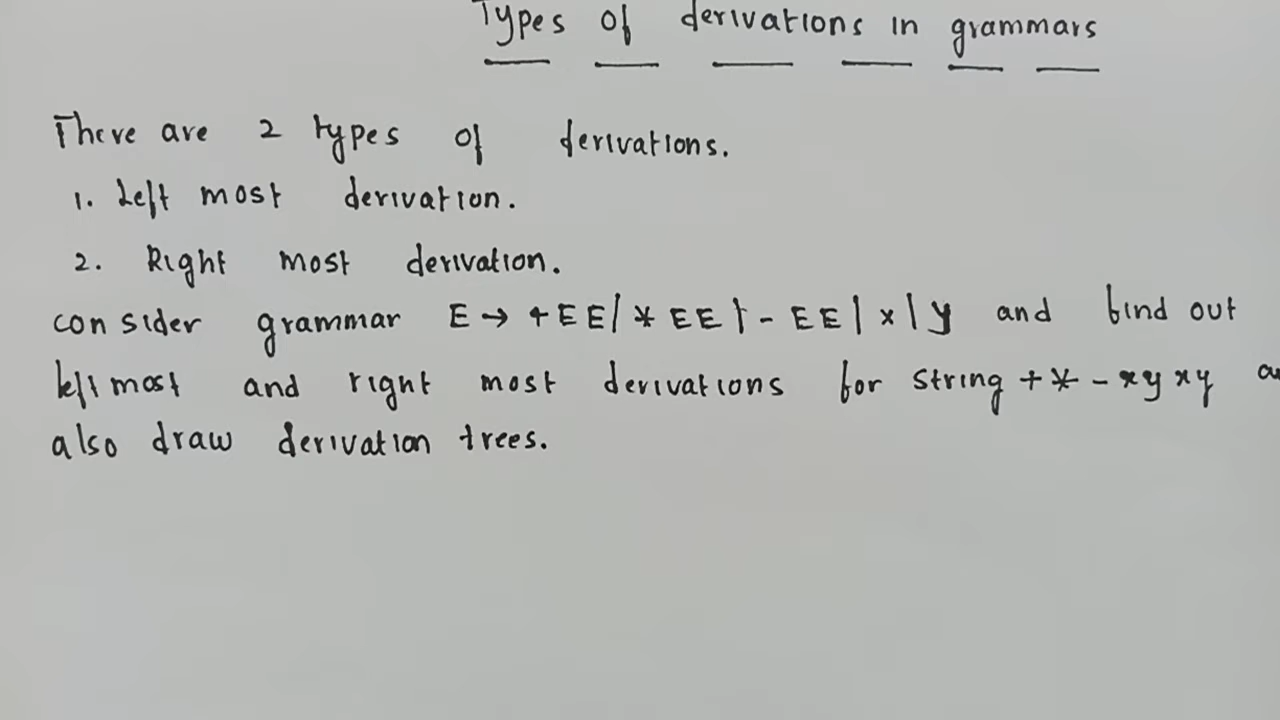 Types of derivations in grammars
There are 2 types of derivations.
1. Left most derivation.
2. Right most derivation.
consider grammar E → +EE | * EE | - EE | x | y and find out
left most and right most derivations for string + * - xyxy
also draw derivation trees.